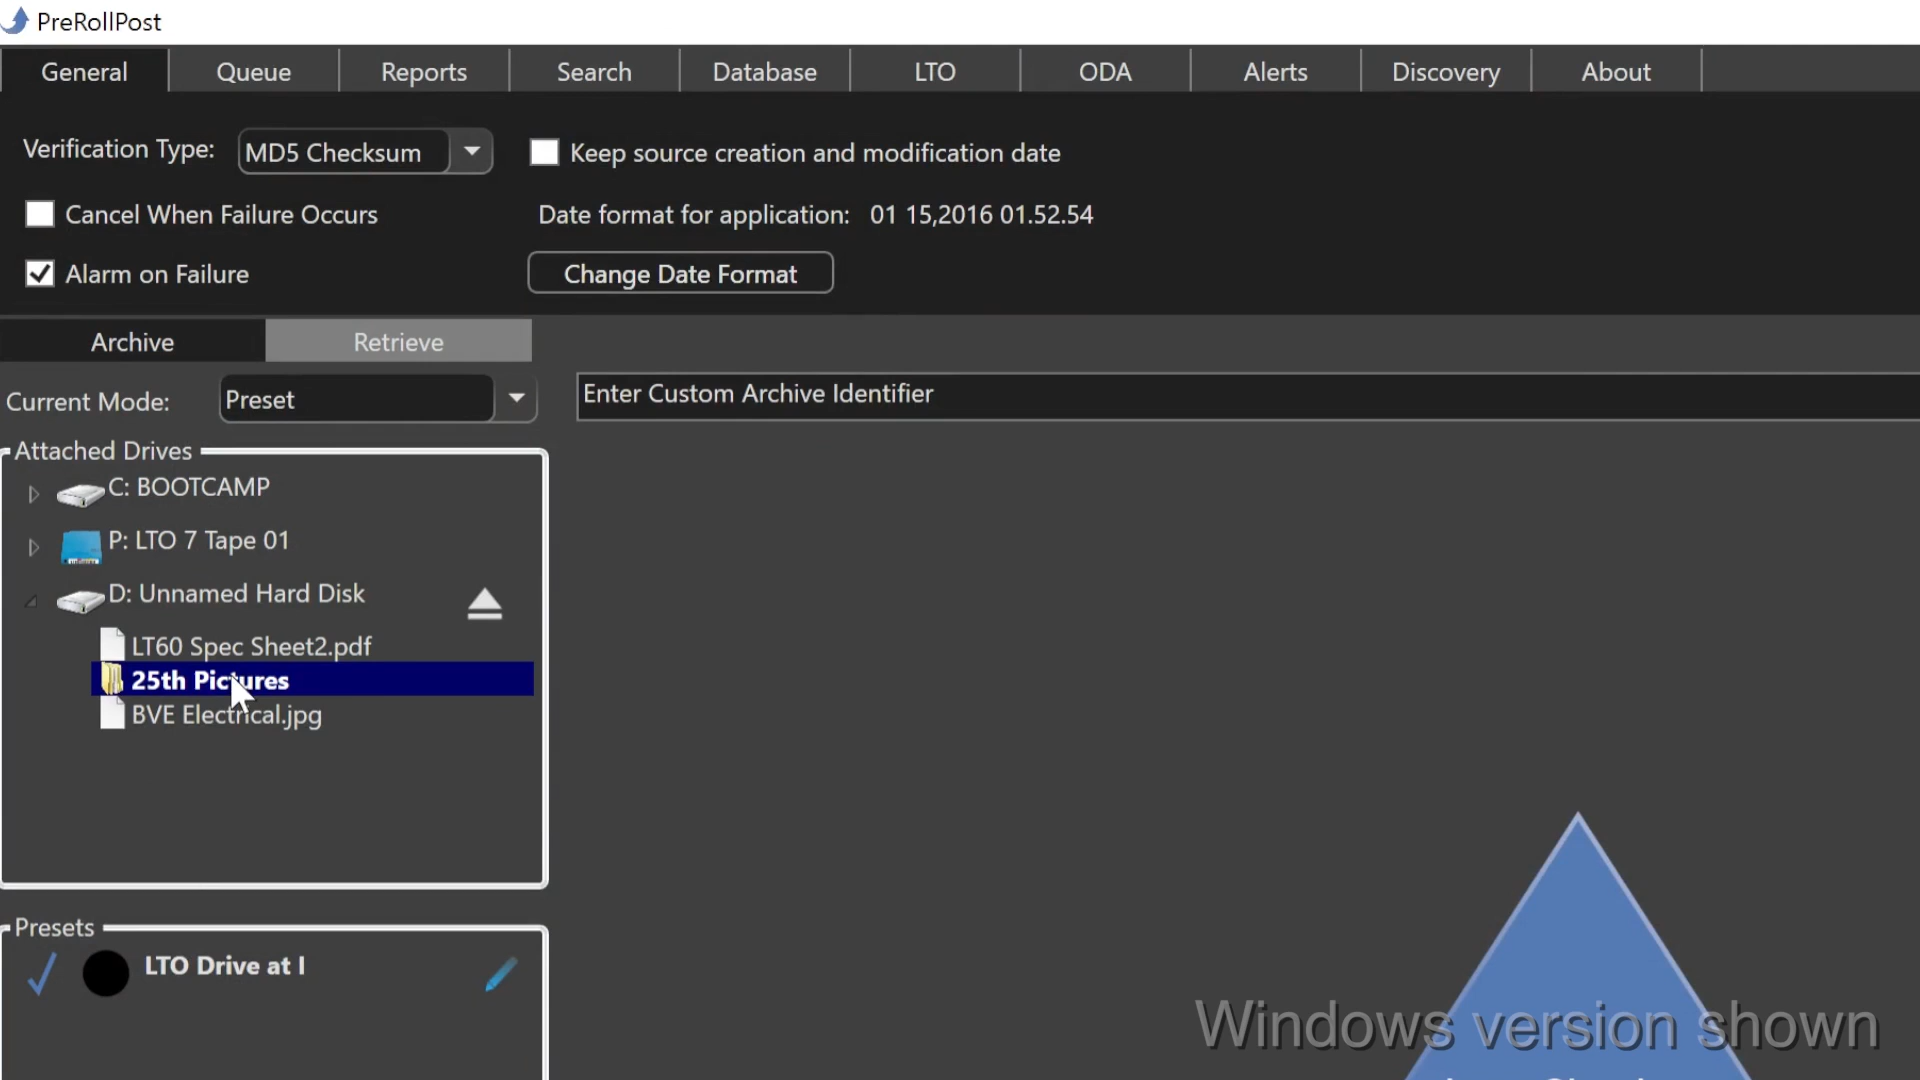 PreRollPost
General
Queue
Reports
Search
Database
LTO
ODA
Alerts
Discovery
About
Verification Type:
MD5 Checksum
Keep source creation and modification date
Cancel When Failure Occurs
Date format for application: 01 15,2016 01.52.54
Alarm on Failure
Change Date Format
Archive
Retrieve
Current Mode:
Preset
Enter Custom Archive Identifier
Attached Drives
C: BOOTCAMP
P: LTO 7 Tape 01
D: Unnamed Hard Disk
LT60 Spec Sheet2.pdf
25th Pictures
BVE Electrical.jpg
Presets
LTO Drive at I
Windows version shown